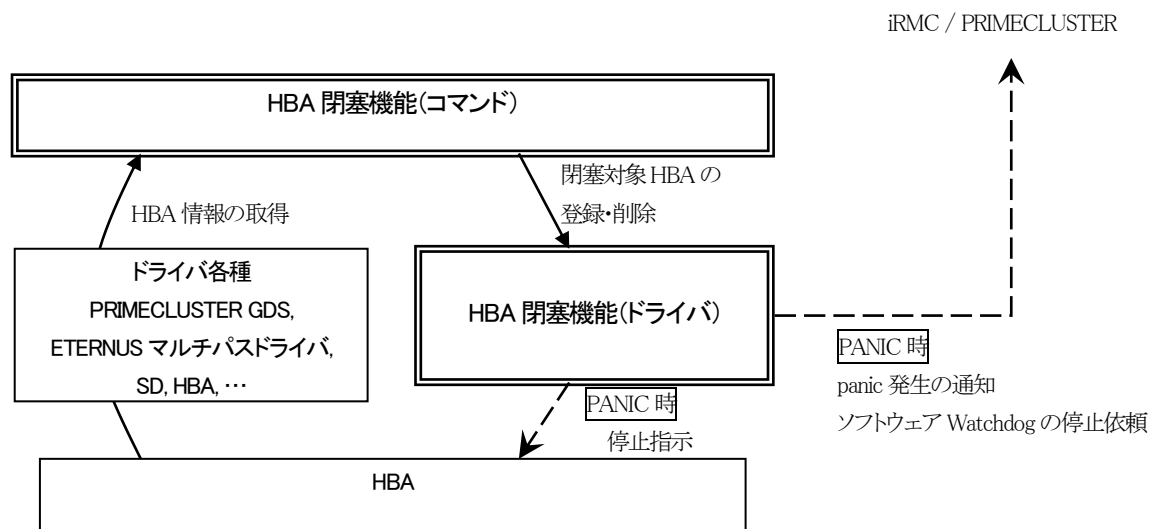 iRMC / PRIMECLUSTER
HBA 閉塞機能(コマンド)
閉塞対象 HBA の
登録・削除
HBA 情報の取得
ドライバ各種
PRIMECLUSTER GDS,
ETERNUS マルチパスドライバ,
SD, HBA, …
HBA 閉塞機能(ドライバ)
PANIC 時
panic 発生の通知
ソフトウェア Watchdog の停止依頼
PANIC 時
停止指示
HBA